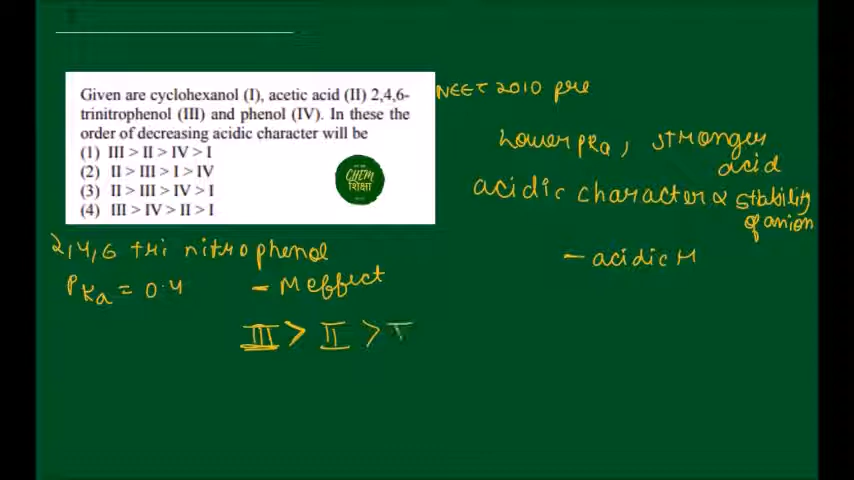 Given are cyclohexanol (I), acetic acid (II) 2,4,6-
trinitrophenol (III) and phenol (IV). In these the
order of decreasing acidic character will be
(1) III > II > IV > I
(2) II > III > I > IV
(3) II > III > IV > I
(4) III > IV > II > I
CHEM
शिक्षा
NEET 2010 pre
Lower PKa, stronger
acid
acidic character ∝ stability
of anion
– acidic H
2,4,6 tri nitrophenol
PKa = 0.4 – M effect
III > II > I